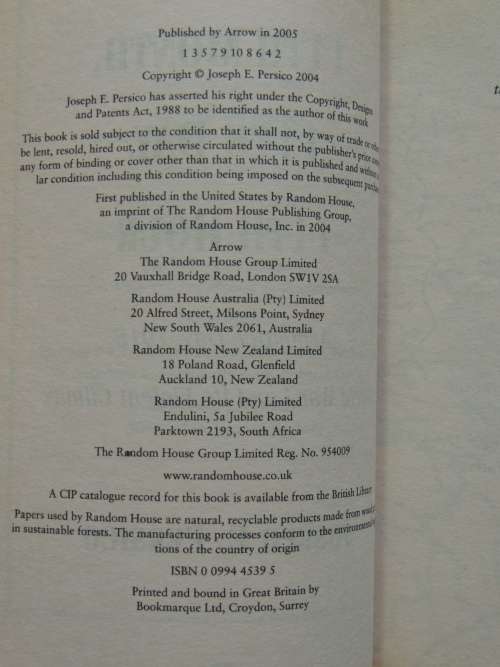 Published by Arrow in 2005
1 3 5 7 9 10 8 6 4 2
Copyright © Joseph E. Persico 2004
Joseph E. Persico has asserted his right under the Copyright, Designs
and Patents Act, 1988 to be identified as the author of this work
This book is sold subject to the condition that it shall not, by way of trade or
be lent, resold, hired out, or otherwise circulated without the publisher's prior
any form of binding or cover other than that in which it is published and without a
lar condition including this condition being imposed on the subsequent
First published in the United States by Random House,
an imprint of The Random House Publishing Group,
a division of Random House, Inc. in 2004
Arrow
The Random House Group Limited
20 Vauxhall Bridge Road, London SW1V 2SA
Random House Australia (Pty) Limited
20 Alfred Street, Milsons Point, Sydney
New South Wales 2061, Australia
Random House New Zealand Limited
18 Poland Road, Glenfield
Auckland 10, New Zealand
Random House (Pty) Limited
Endulini, 5a Jubilee Road
Parktown 2193, South Africa
The Random House Group Limited Reg. No. 954009
www.randomhouse.co.uk
A CIP catalogue record for this book is available from the British Library
Papers used by Random House are natural, recyclable products made from
in sustainable forests. The manufacturing processes conform to the environmental
tions of the country of origin
ISBN 0 0994 4539 5
Printed and bound in Great Britain by
Bookmarque Ltd, Croydon, Surrey